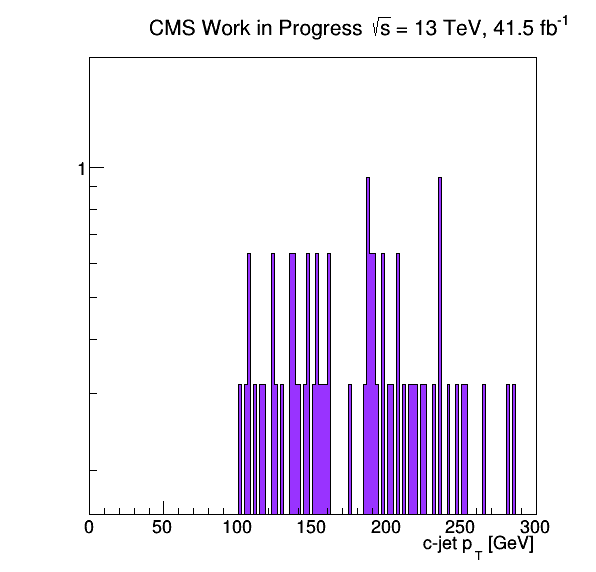 CMS Work in Progress √s = 13 TeV, 41.5 fb⁻¹
1
0 50 100 150 200 250 300
c-jet p_T [GeV]